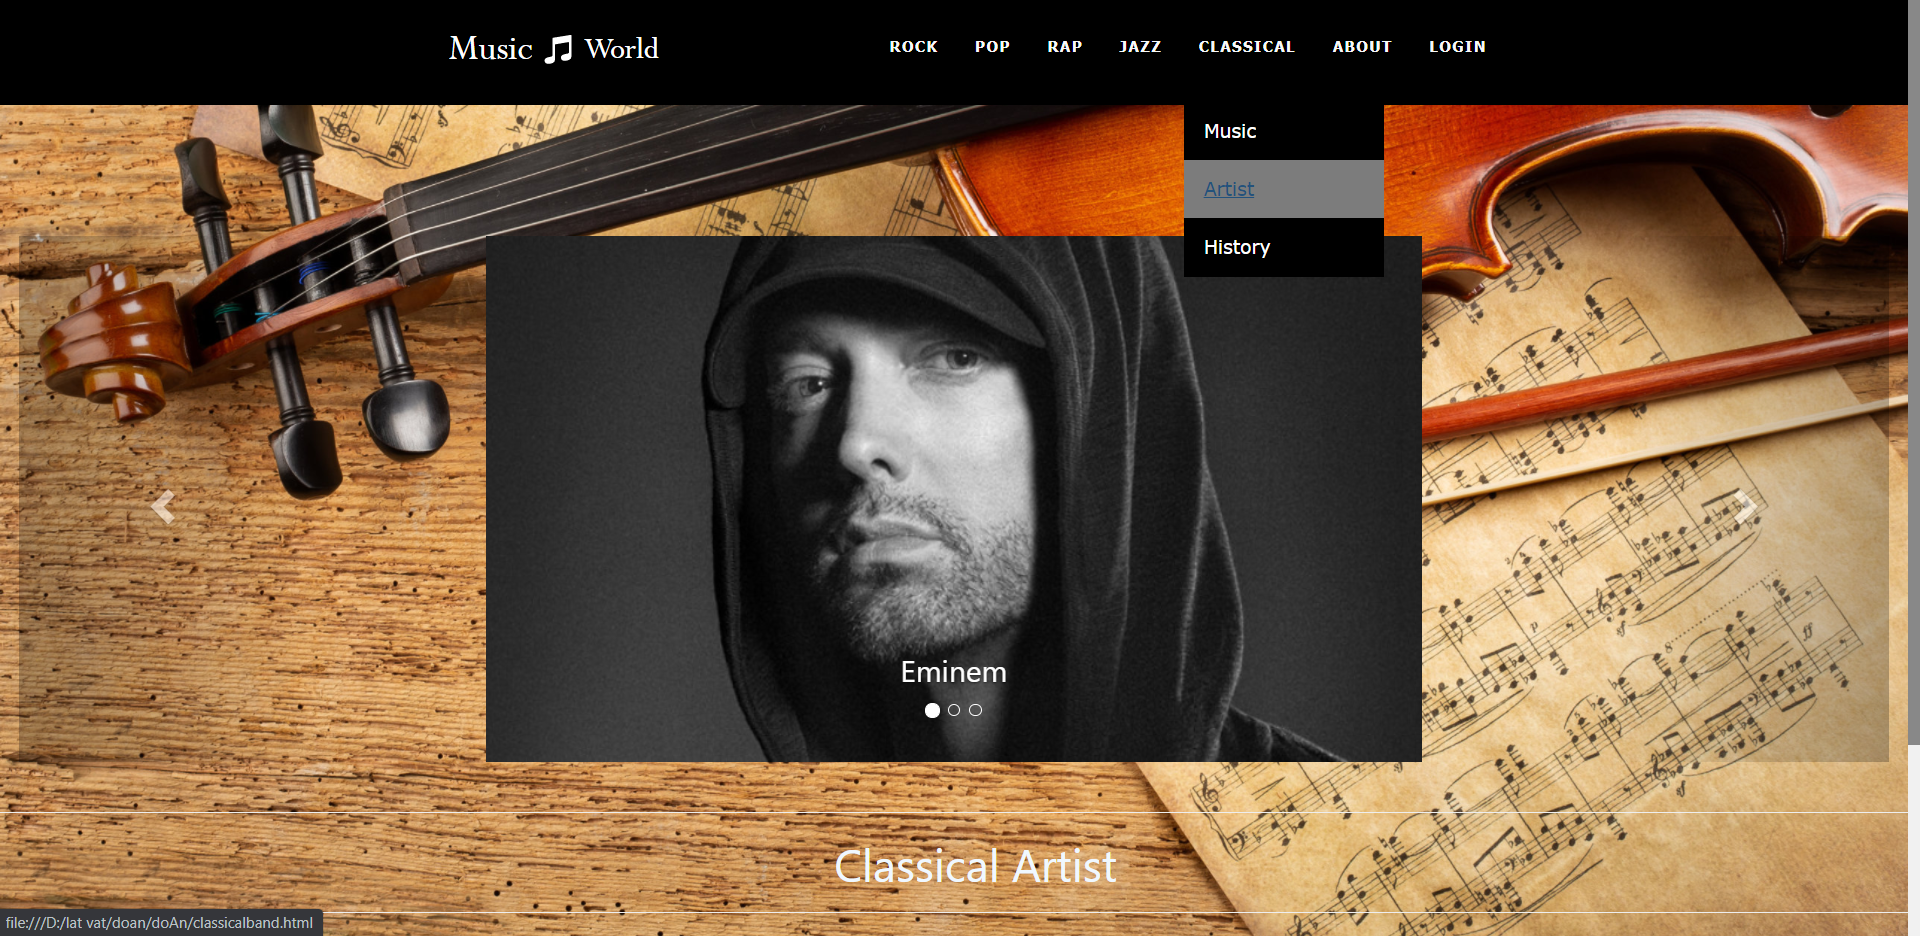 Music World
ROCK POP RAP JAZZ CLASSICAL ABOUT LOGIN
Music
Artist
History
Eminem
Classical Artist
file:///D:/lat vat/doan/doAn/classicalband.html